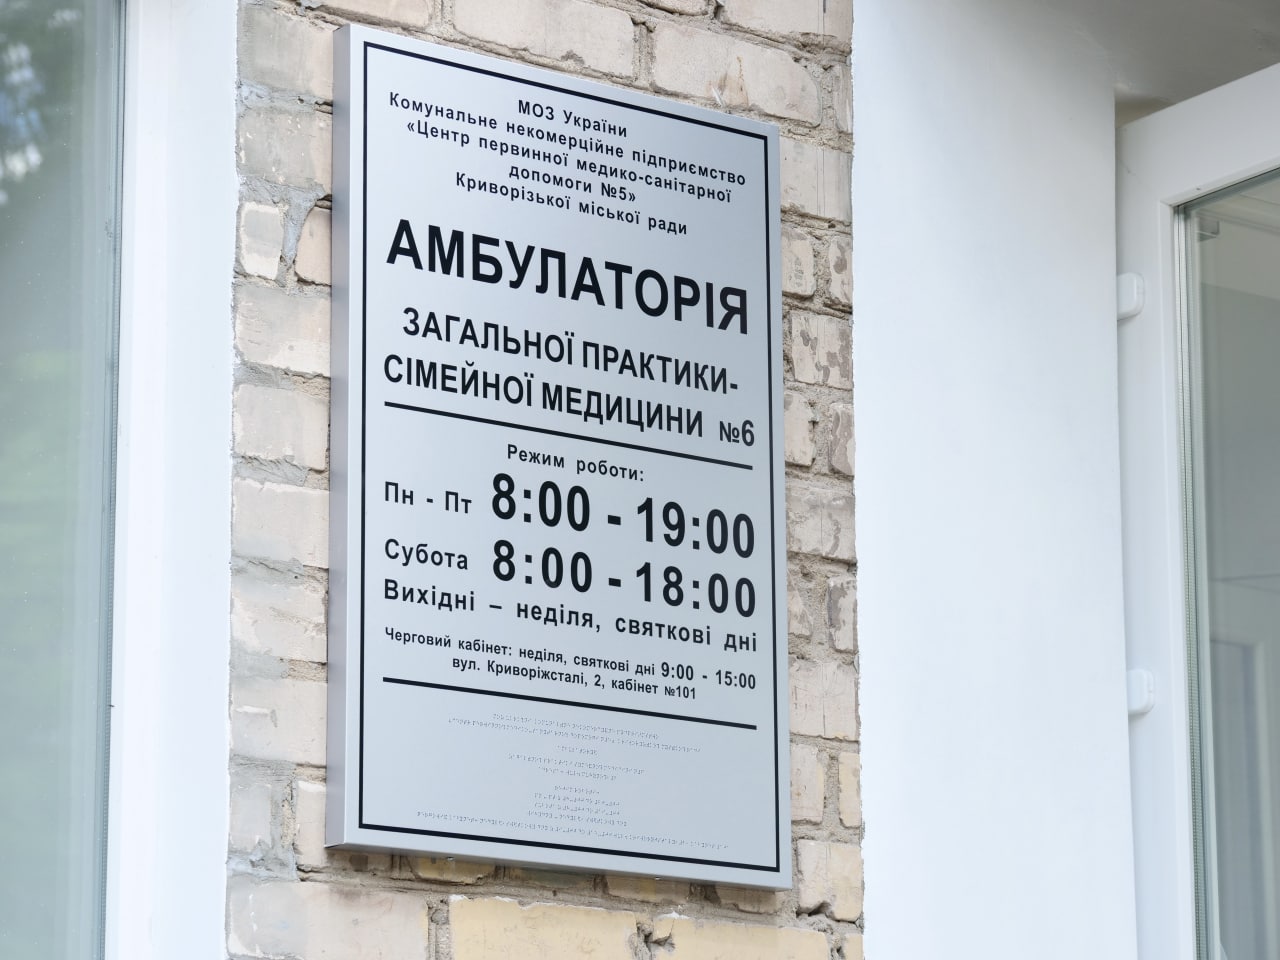 МОЗ України
Комунальне некомерційне підприємство
«Центр первинної медико-санітарної
допомоги №5»
Криворізької міської ради
АМБУЛАТОРІЯ
ЗАГАЛЬНОЇ ПРАКТИКИ-
СІМЕЙНОЇ МЕДИЦИНИ №6
Режим роботи:
Пн - Пт 8:00 - 19:00
Субота 8:00 - 18:00
Вихідні – неділя, святкові дні
Черговий кабінет: неділя, святкові дні 9:00 - 15:00
вул. Криворіжсталі, 2, кабінет №101